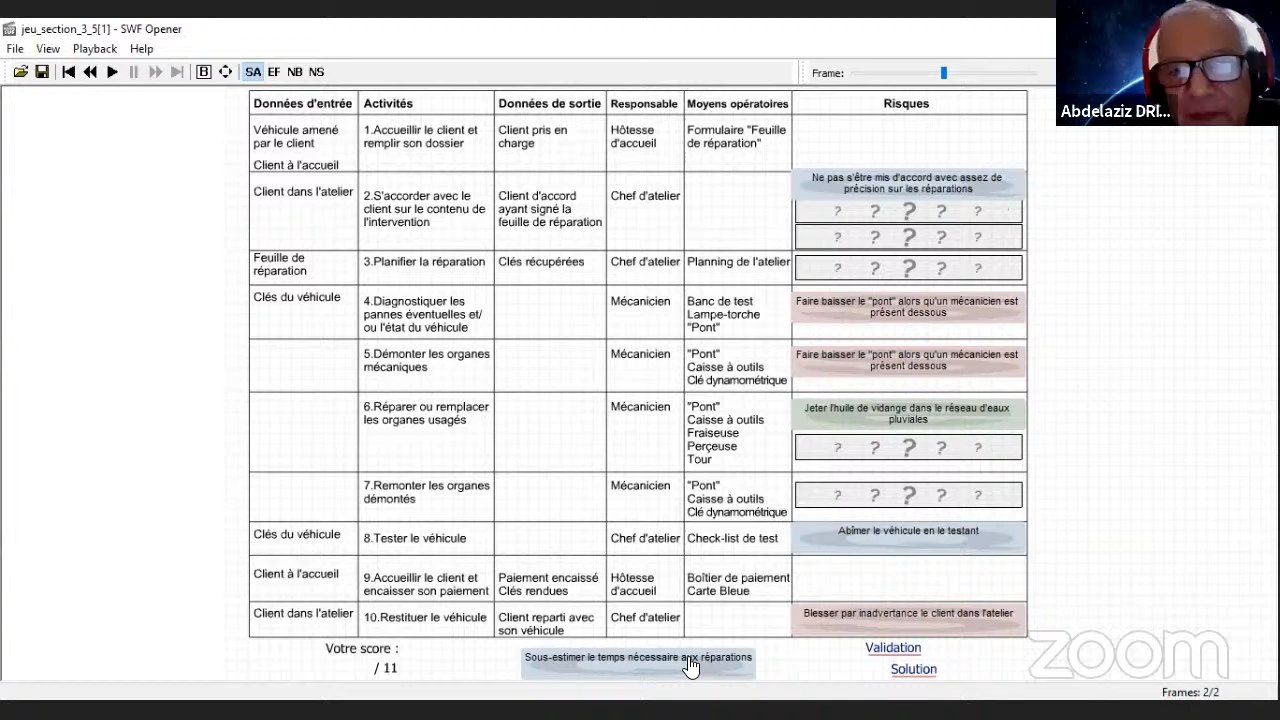 jeu_section_3_5[1] - SWF Opener
File View Playback Help
B SA EF NB NS Frame:
Abdelaziz DRI...
Données d'entrée Activités Données de sortie Responsable Moyens opératoires Risques
Véhicule amené par le client
Client à l'accueil
1.Accueillir le client et remplir son dossier
Client pris en charge
Hôtesse d'accueil
Formulaire "Feuille de réparation"
Client dans l'atelier
2.S'accorder avec le client sur le contenu de l'intervention
Client d'accord ayant signé la feuille de réparation
Chef d'atelier
Ne pas s'être mis d'accord avec assez de précision sur les réparations
? ? ? ? ?
? ? ? ? ?
Feuille de réparation
3.Planifier la réparation
Clés récupérées
Chef d'atelier
Planning de l'atelier
? ? ? ? ?
Clés du véhicule
4.Diagnostiquer les pannes éventuelles et/ ou l'état du véhicule
Mécanicien
Banc de test
Lampe-torche
"Pont"
Faire baisser le "pont" alors qu'un mécanicien est présent dessous
5.Démonter les organes mécaniques
Mécanicien
"Pont"
Caisse à outils
Clé dynamométrique
Faire baisser le "pont" alors qu'un mécanicien est présent dessous
6.Réparer ou remplacer les organes usagés
Mécanicien
"Pont"
Caisse à outils
Fraiseuse
Perçeuse
Tour
Jeter l'huile de vidange dans le réseau d'eaux pluviales
? ? ? ? ?
7.Remonter les organes démontés
Mécanicien
"Pont"
Caisse à outils
Clé dynamométrique
? ? ? ? ?
Clés du véhicule
8.Tester le véhicule
Chef d'atelier
Check-list de test
Abîmer le véhicule en le testant
Client à l'accueil
9.Accueillir le client et encaisser son paiement
Paiement encaissé
Clés rendues
Hôtesse d'accueil
Boîtier de paiement
Carte Bleue
Client dans l'atelier
10.Restituer le véhicule
Client reparti avec son véhicule
Chef d'atelier
Blesser par inadvertance le client dans l'atelier
Votre score :
/ 11
Sous-estimer le temps nécessaire aux réparations
Validation
Solution
zoom
Frames: 2/2